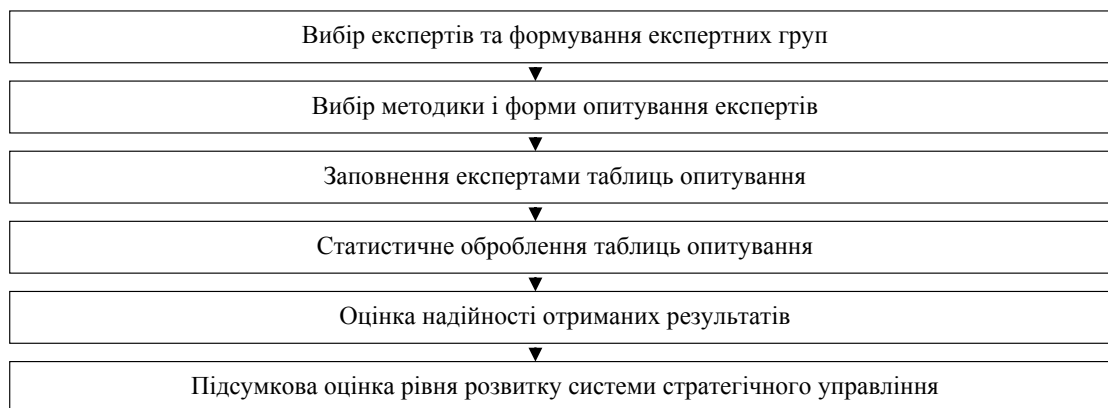 Вибір експертів та формування експертних груп
Вибір методики і форми опитування експертів
Заповнення експертами таблиць опитування
Статистичне оброблення таблиць опитування
Оцінка надійності отриманих результатів
Підсумкова оцінка рівня розвитку системи стратегічного управління